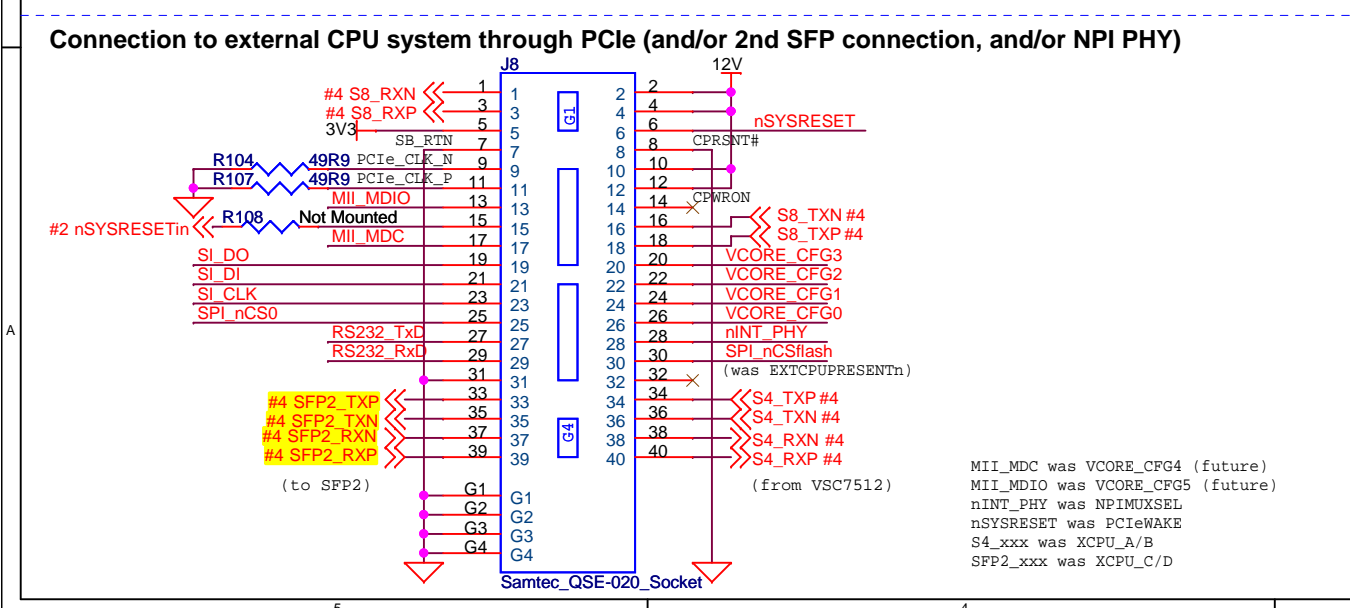 Connection to external CPU system through PCIe (and/or 2nd SFP connection, and/or NPI PHY)
J8
12V
#4 S8_RXN 1 1 G1 2 2
#4 S8_RXP 3 3 2 4 4
3V3 5 5 6 6 nSYSRESET
SB_RTN 7 7 8 8 CPRSNT#
R104 49R9 PCIe_CLK_N 9 9 10 10
R107 49R9 PCIe_CLK_P 11 11 12 12
MII_MDIO 13 13 14 14 CPWRON
#2 nSYSRESETin R108 Not Mounted 15 15 16 16 S8_TXN #4
MII_MDC 17 17 18 18 S8_TXP #4
SI_DO 19 19 20 20 VCORE_CFG3
SI_DI 21 21 22 22 VCORE_CFG2
SI_CLK 23 23 24 24 VCORE_CFG1
SPI_nCS0 25 25 26 26 VCORE_CFG0
A
RS232_TxD 27 27 28 28 nINT_PHY
RS232_RxD 29 29 30 30 SPI_nCSflash
31 31 32 32 (was EXTCPUPRESENTn)
#4 SFP2_TXP 33 33 34 34 S4_TXP #4
#4 SFP2_TXN 35 35 36 36 S4_TXN #4
#4 SFP2_RXN 37 37 G4 38 38 S4_RXN #4
#4 SFP2_RXP 39 39 40 40 S4_RXP #4
(to SFP2) (from VSC7512)
G1 G1
G2 G2
G3 G3
G4 G4
Samtec_QSE-020_Socket
MII_MDC was VCORE_CFG4 (future)
MII_MDIO was VCORE_CFG5 (future)
nINT_PHY was NPIMUXSEL
nSYSRESET was PCIeWAKE
S4_xxx was XCPU_A/B
SFP2_xxx was XCPU_C/D